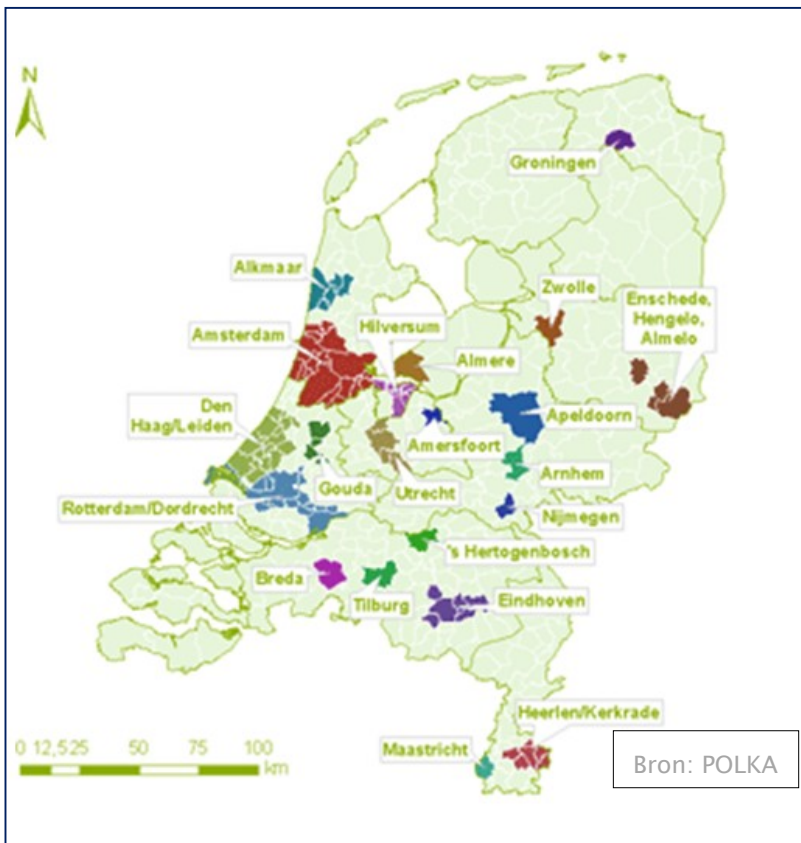 N
Groningen
Alkmaar
Zwolle
Enschede,
Hengelo,
Almelo
Hilversum
Amsterdam
Almere
Den
Haag/Leiden
Apeldoorn
Amersfoort
Arnhem
Gouda
Utrecht
Rotterdam/Dordrecht
Nijmegen
's Hertogenbosch
Breda
Tilburg
Eindhoven
Heerlen/Kerkrade
Maastricht
0 12,525 50 75 100
km
Bron: POLKA